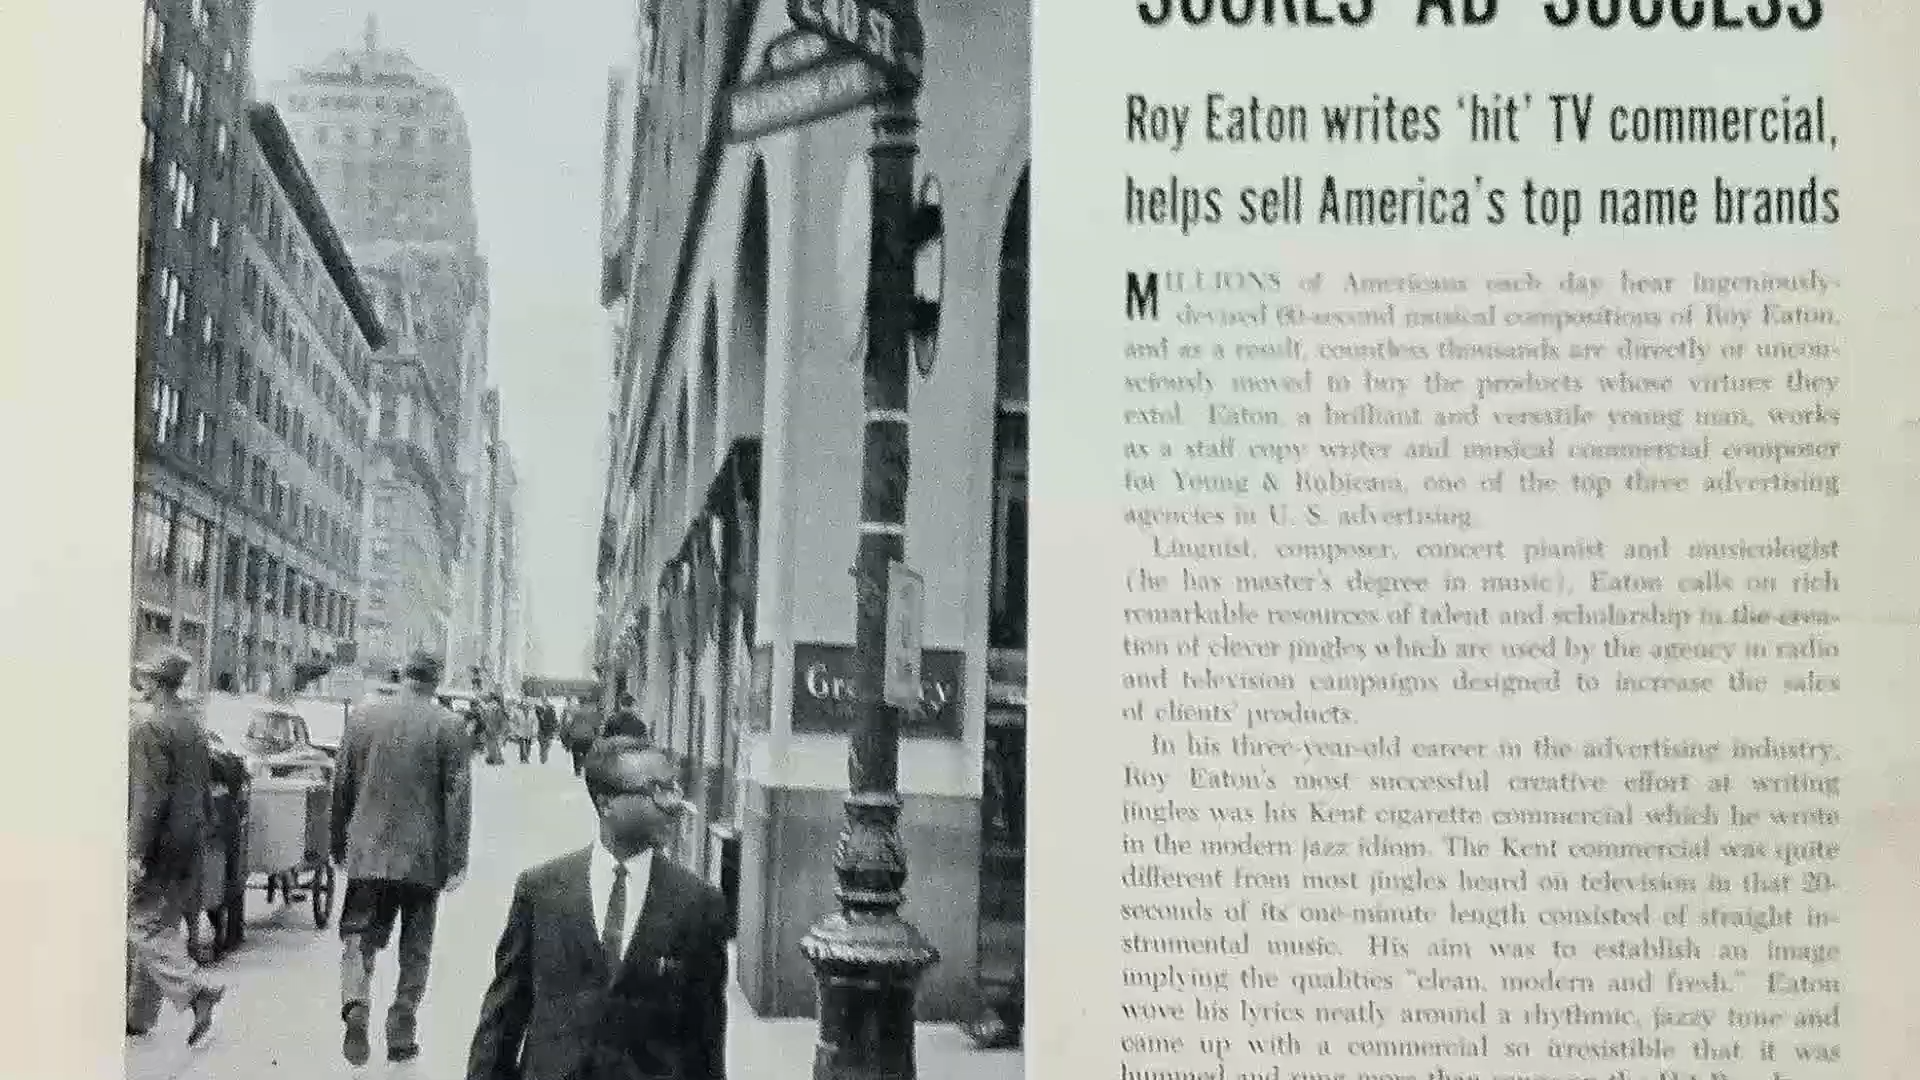 E. 40 ST.
SCORES AD SUCCESS
Roy Eaton writes ‘hit’ TV commercial,
helps sell America's top name brands
MILLIONS of Americans each day hear ingeniously-
devised 60-second musical compositions of Roy Eaton,
and as a result, countless thousands are directly or uncon-
sciously moved to buy the products whose virtues they
extol. Eaton, a brilliant and versatile young man, works
as a staff copy writer and musical commercial composer
for Young & Rubicam, one of the top three advertising
agencies in U. S. advertising.
Linguist, composer, concert pianist and musicologist
(he has master's degree in music), Eaton calls on rich
remarkable resources of talent and scholarship in the crea-
tion of clever jingles which are used by the agency in radio
and television campaigns designed to increase the sales
of clients' products.
In his three-year-old career in the advertising industry,
Roy Eaton's most successful creative effort at writing
jingles was his Kent cigarette commercial which he wrote
in the modern jazz idiom. The Kent commercial was quite
different from most jingles heard on television in that 20-
seconds of its one-minute length consisted of straight in-
strumental music. His aim was to establish an image
implying the qualities "clean, modern and fresh." Eaton
wove his lyrics neatly around a rhythmic, jazzy tune and
came up with a commercial so irresistible that it was
hummed and sung more than